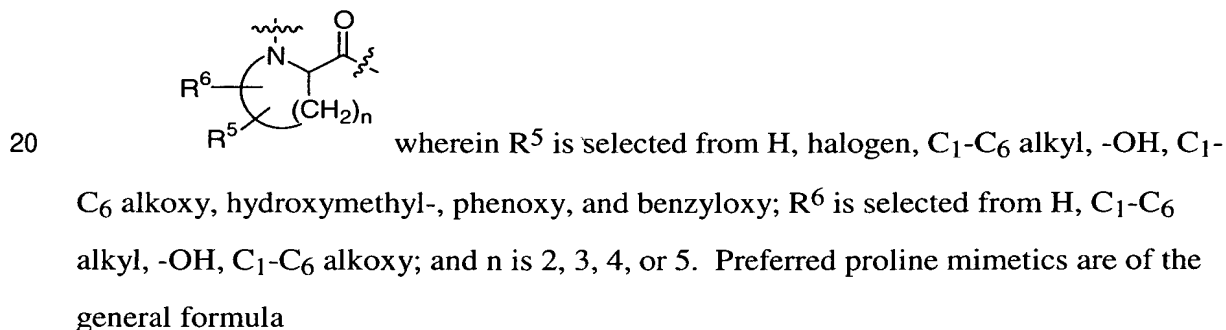 O
N
R⁶
(CH₂)ₙ
R⁵
20 wherein R⁵ is selected from H, halogen, C₁-C₆ alkyl, -OH, C₁-
C₆ alkoxy, hydroxymethyl-, phenoxy, and benzyloxy; R⁶ is selected from H, C₁-C₆
alkyl, -OH, C₁-C₆ alkoxy; and n is 2, 3, 4, or 5. Preferred proline mimetics are of the
general formula